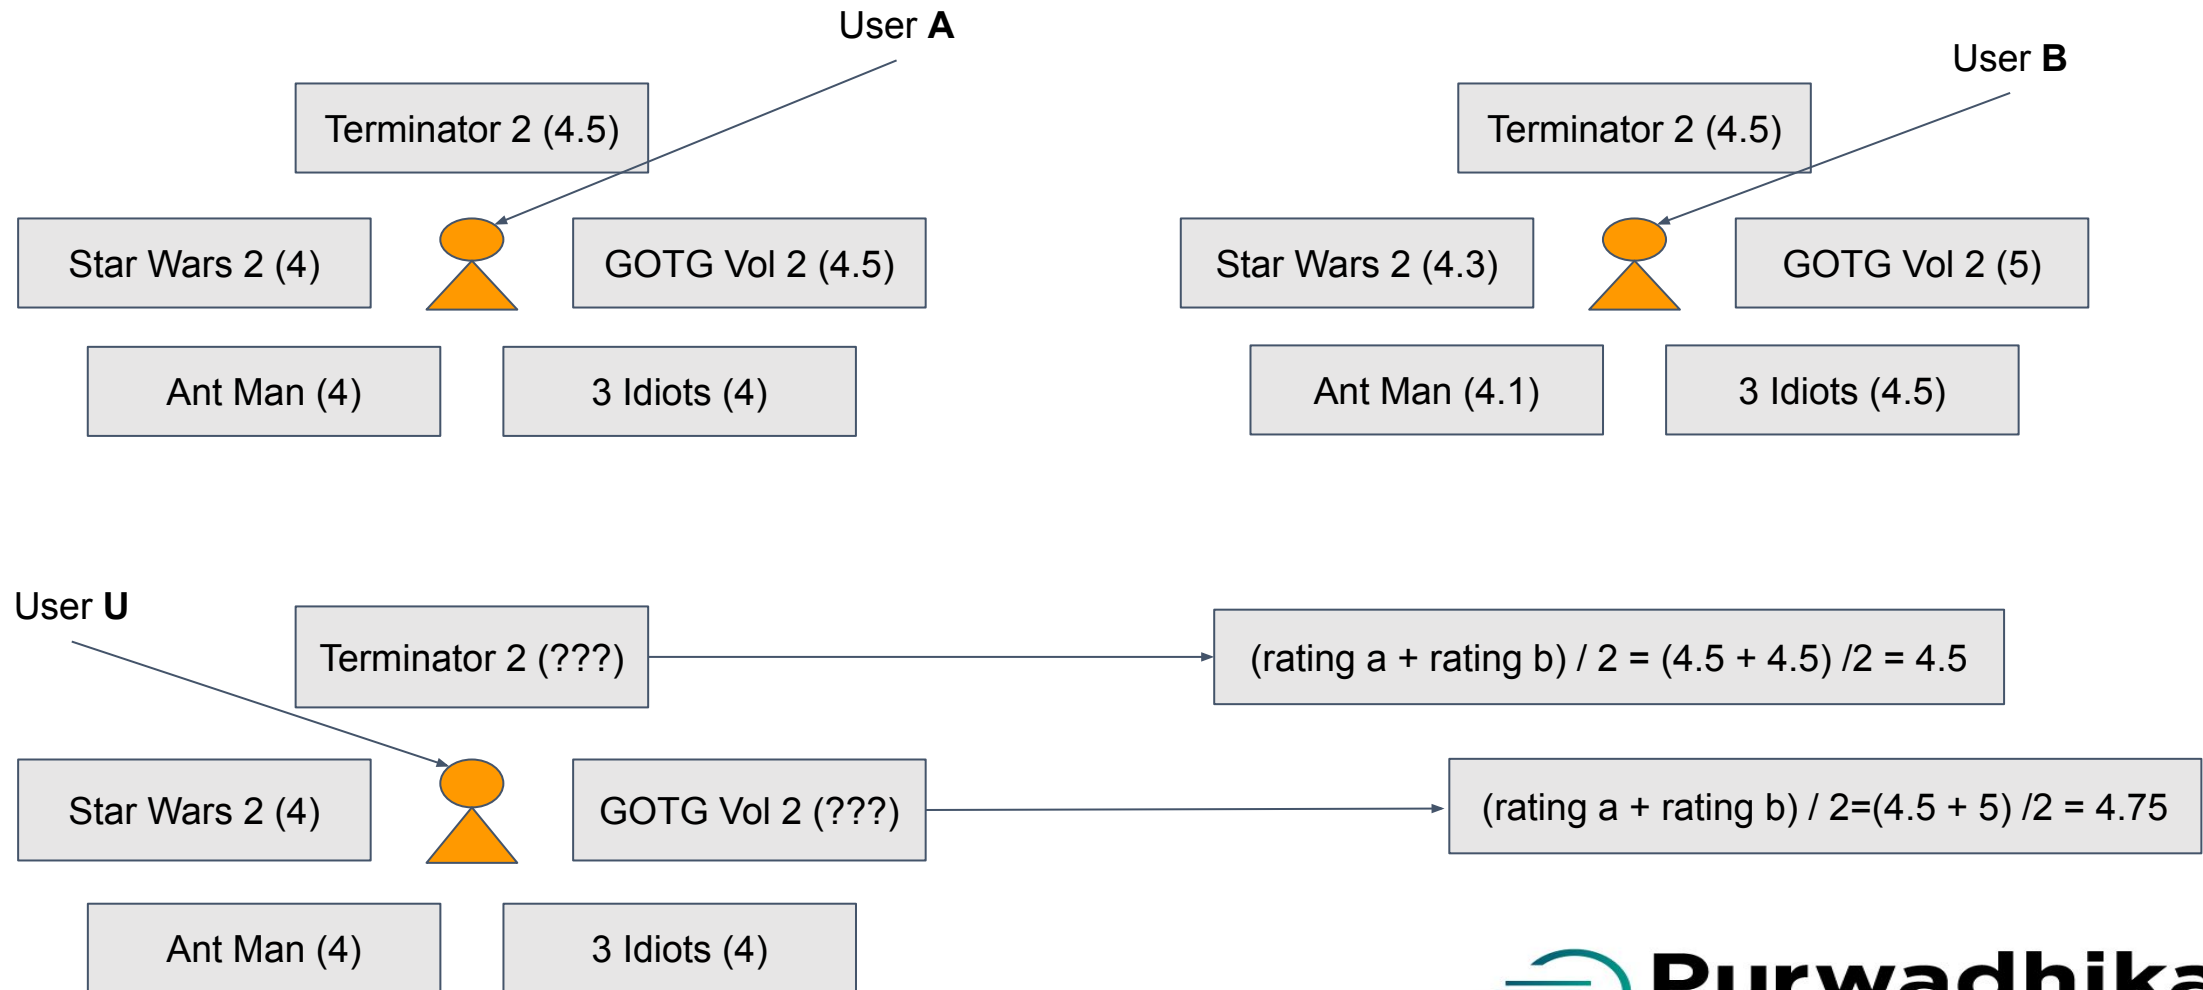 User A
User B
Terminator 2 (4.5)
Terminator 2 (4.5)
Star Wars 2 (4)
GOTG Vol 2 (4.5)
Star Wars 2 (4.3)
GOTG Vol 2 (5)
Ant Man (4)
3 Idiots (4)
Ant Man (4.1)
3 Idiots (4.5)
User U
Terminator 2 (???)
(rating a + rating b) / 2 = (4.5 + 4.5) /2 = 4.5
Star Wars 2 (4)
GOTG Vol 2 (???)
(rating a + rating b) / 2=(4.5 + 5) /2 = 4.75
Ant Man (4)
3 Idiots (4)
Purwadhika